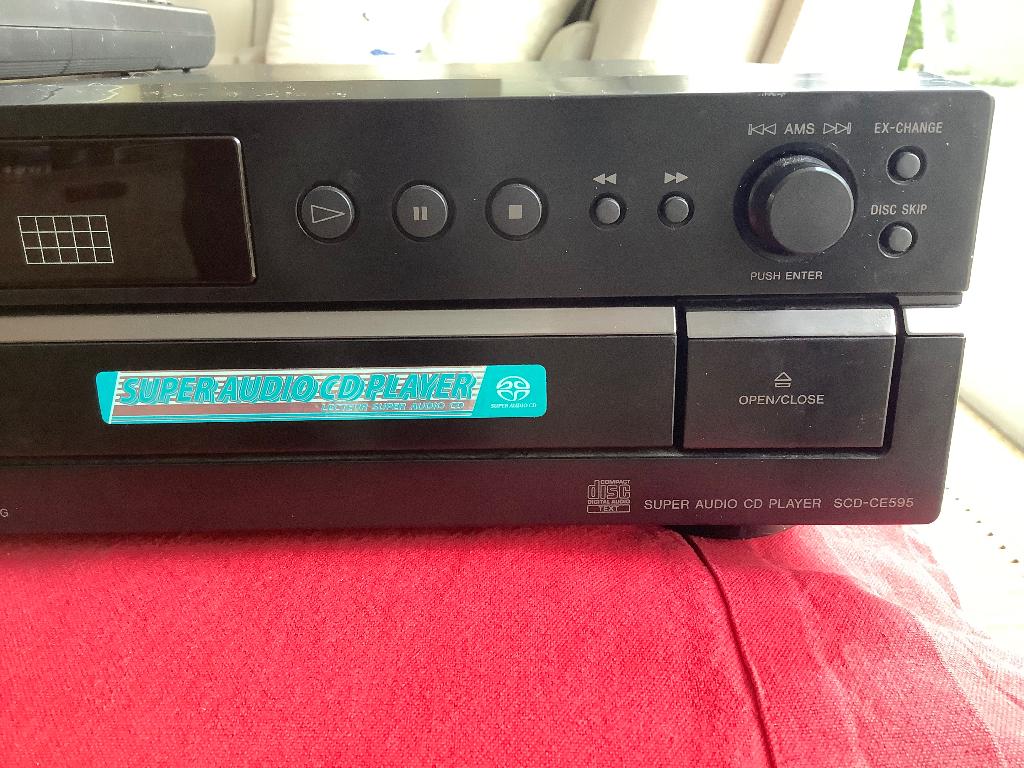 AMS
EX-CHANGE
DISC SKIP
PUSH ENTER
OPEN/CLOSE
SUPER AUDIO CD PLAYER
LECTEUR SUPER AUDIO CD
SUPER AUDIO CD
COMPACT
disc
DIGITAL AUDIO
TEXT
SUPER AUDIO CD PLAYER SCD-CE595
G